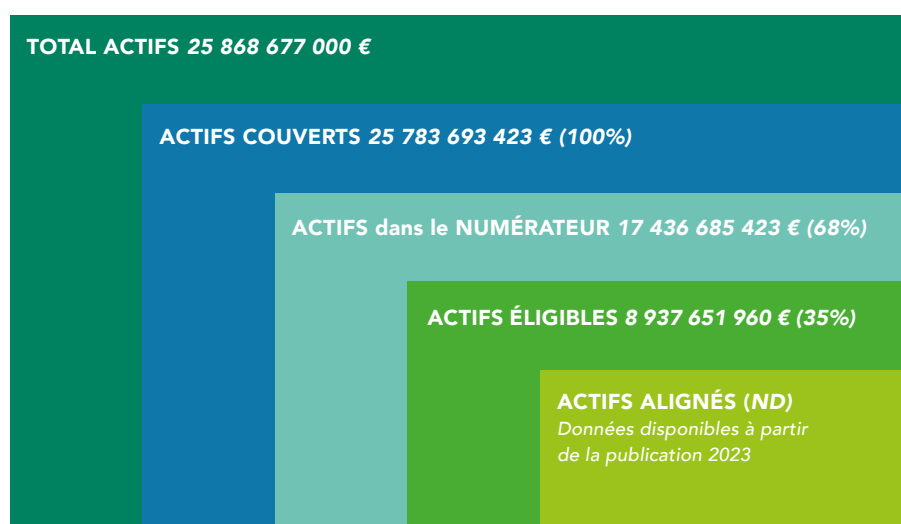 TOTAL ACTIFS 25 868 677 000 €
ACTIFS COUVERTS 25 783 693 423 € (100%)
ACTIFS dans le NUMÉRATEUR 17 436 685 423 € (68%)
ACTIFS ÉLIGIBLES 8 937 651 960 € (35%)
ACTIFS ALIGNÉS (ND)
Données disponibles à partir
de la publication 2023